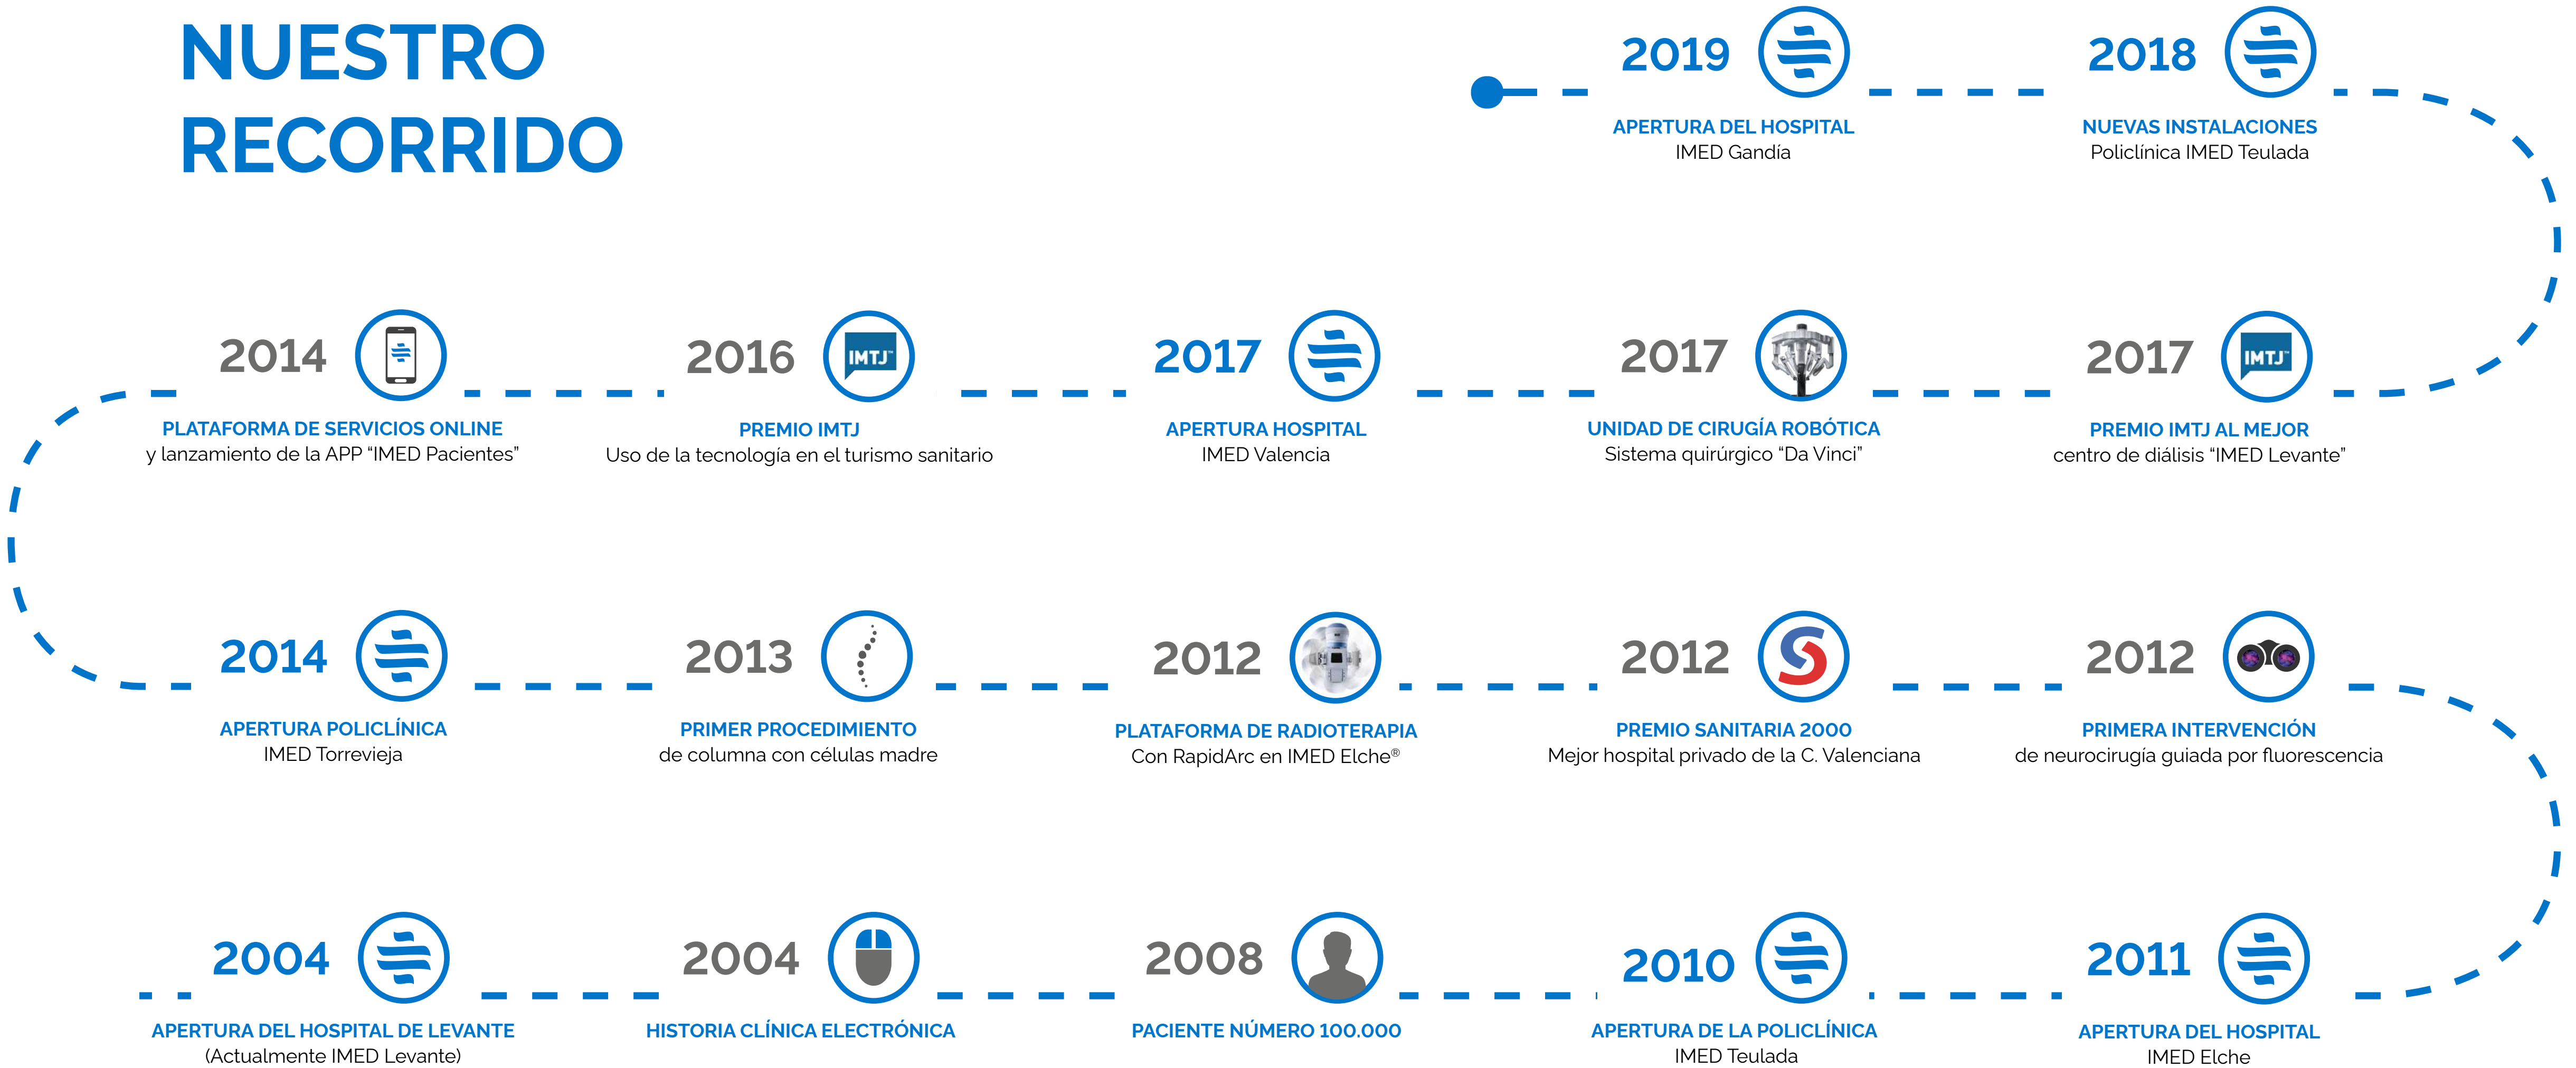 NUESTRO
RECORRIDO
2019
APERTURA DEL HOSPITAL
IMED Gandía
2018
NUEVAS INSTALACIONES
Policlínica IMED Teulada
2014
PLATAFORMA DE SERVICIOS ONLINE
y lanzamiento de la APP “IMED Pacientes”
2016
IMTJ™
PREMIO IMTJ
Uso de la tecnología en el turismo sanitario
2017
APERTURA HOSPITAL
IMED Valencia
2017
UNIDAD DE CIRUGÍA ROBÓTICA
Sistema quirúrgico “Da Vinci”
2017
IMTJ™
PREMIO IMTJ AL MEJOR
centro de diálisis “IMED Levante”
2014
APERTURA POLICLÍNICA
IMED Torrevieja
2013
PRIMER PROCEDIMIENTO
de columna con células madre
2012
PLATAFORMA DE RADIOTERAPIA
Con RapidArc en IMED Elche®
2012
PREMIO SANITARIA 2000
Mejor hospital privado de la C. Valenciana
2012
PRIMERA INTERVENCIÓN
de neurocirugía guiada por fluorescencia
2004
APERTURA DEL HOSPITAL DE LEVANTE
(Actualmente IMED Levante)
2004
HISTORIA CLÍNICA ELECTRÓNICA
2008
PACIENTE NÚMERO 100.000
2010
APERTURA DE LA POLICLÍNICA
IMED Teulada
2011
APERTURA DEL HOSPITAL
IMED Elche